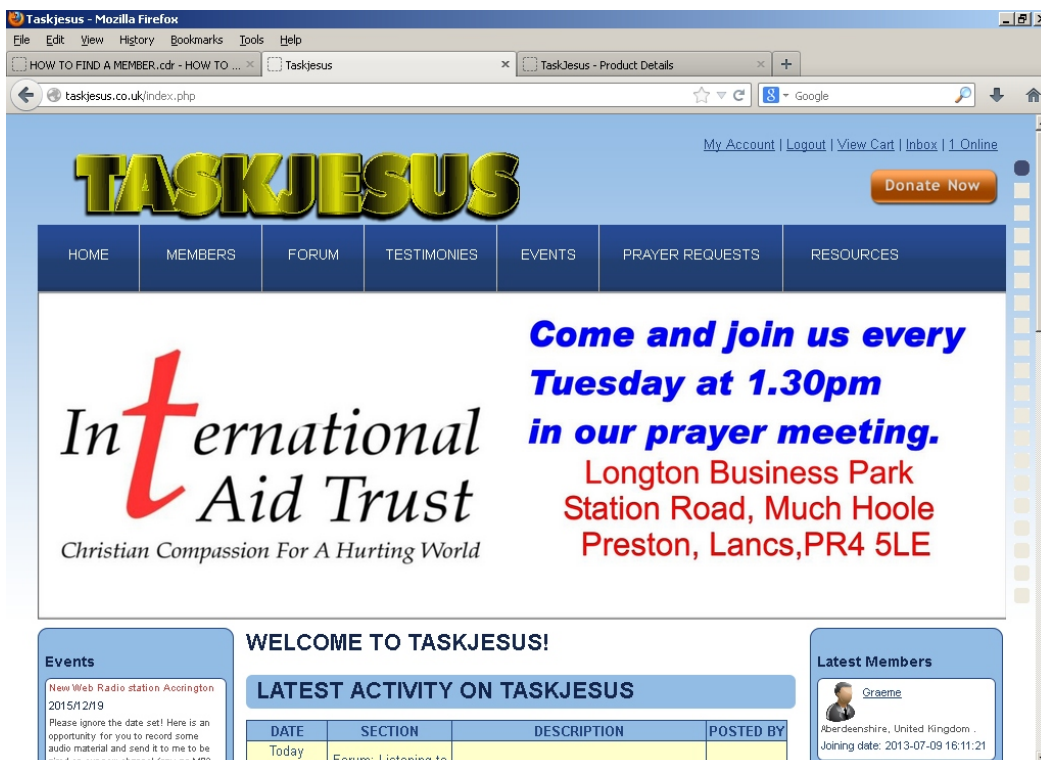 Taskjesus - Mozilla Firefox
File Edit View History Bookmarks Tools Help
HOW TO FIND A MEMBER.cdr - HOW TO ... × Taskjesus × TaskJesus - Product Details × +
taskjesus.co.uk/index.php 8 Google
My Account | Logout | View Cart | Inbox | 1 Online
TASKJESUS
Donate Now
HOME MEMBERS FORUM TESTIMONIES EVENTS PRAYER REQUESTS RESOURCES
International
Aid Trust
Christian Compassion For A Hurting World
Come and join us every
Tuesday at 1.30pm
in our prayer meeting.
Longton Business Park
Station Road, Much Hoole
Preston, Lancs,PR4 5LE
Events
New Web Radio station Accrington
2015/12/19
Please ignore the date set! Here is an
opportunity for you to record some
audio material and send it to me to be
WELCOME TO TASKJESUS!
LATEST ACTIVITY ON TASKJESUS
DATE SECTION DESCRIPTION POSTED BY
Today
Forum: Listening to
Latest Members
Graeme
Aberdeenshire, United Kingdom .
Joining date: 2013-07-09 16:11:21